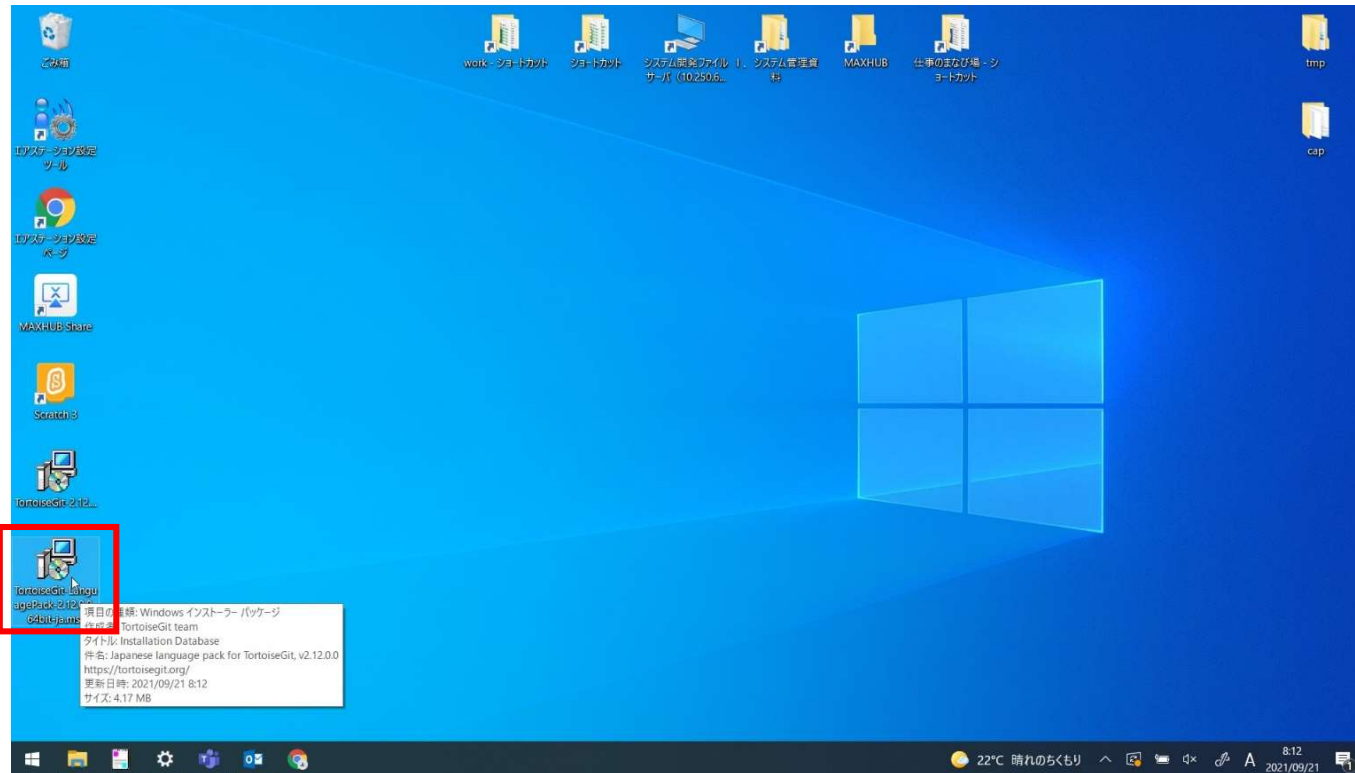 ごみ箱
work - ショートカット
ショートカット
システム開発ファイル
サーバ (10.250.6...
1、システム管理資
料
MAXHUB
仕事のまなび場 - シ
ョートカット
tmp
エアステーション設定
ツール
cap
エアステーション設定
ページ
MAXHUB Share
Scratch 3
TortoiseGit-2.12...
TortoiseGit-Langu
agePack-2.12.0.0-
64bit-ja.msi
項目の種類: Windows インストーラー パッケージ
作成者: TortoiseGit team
タイトル: Installation Database
件名: Japanese language pack for TortoiseGit, v2.12.0.0
https://tortoisegit.org/
更新日時: 2021/09/21 8:12
サイズ: 4.17 MB
22°C 晴れのちくもり
A
8:12
2021/09/21
1